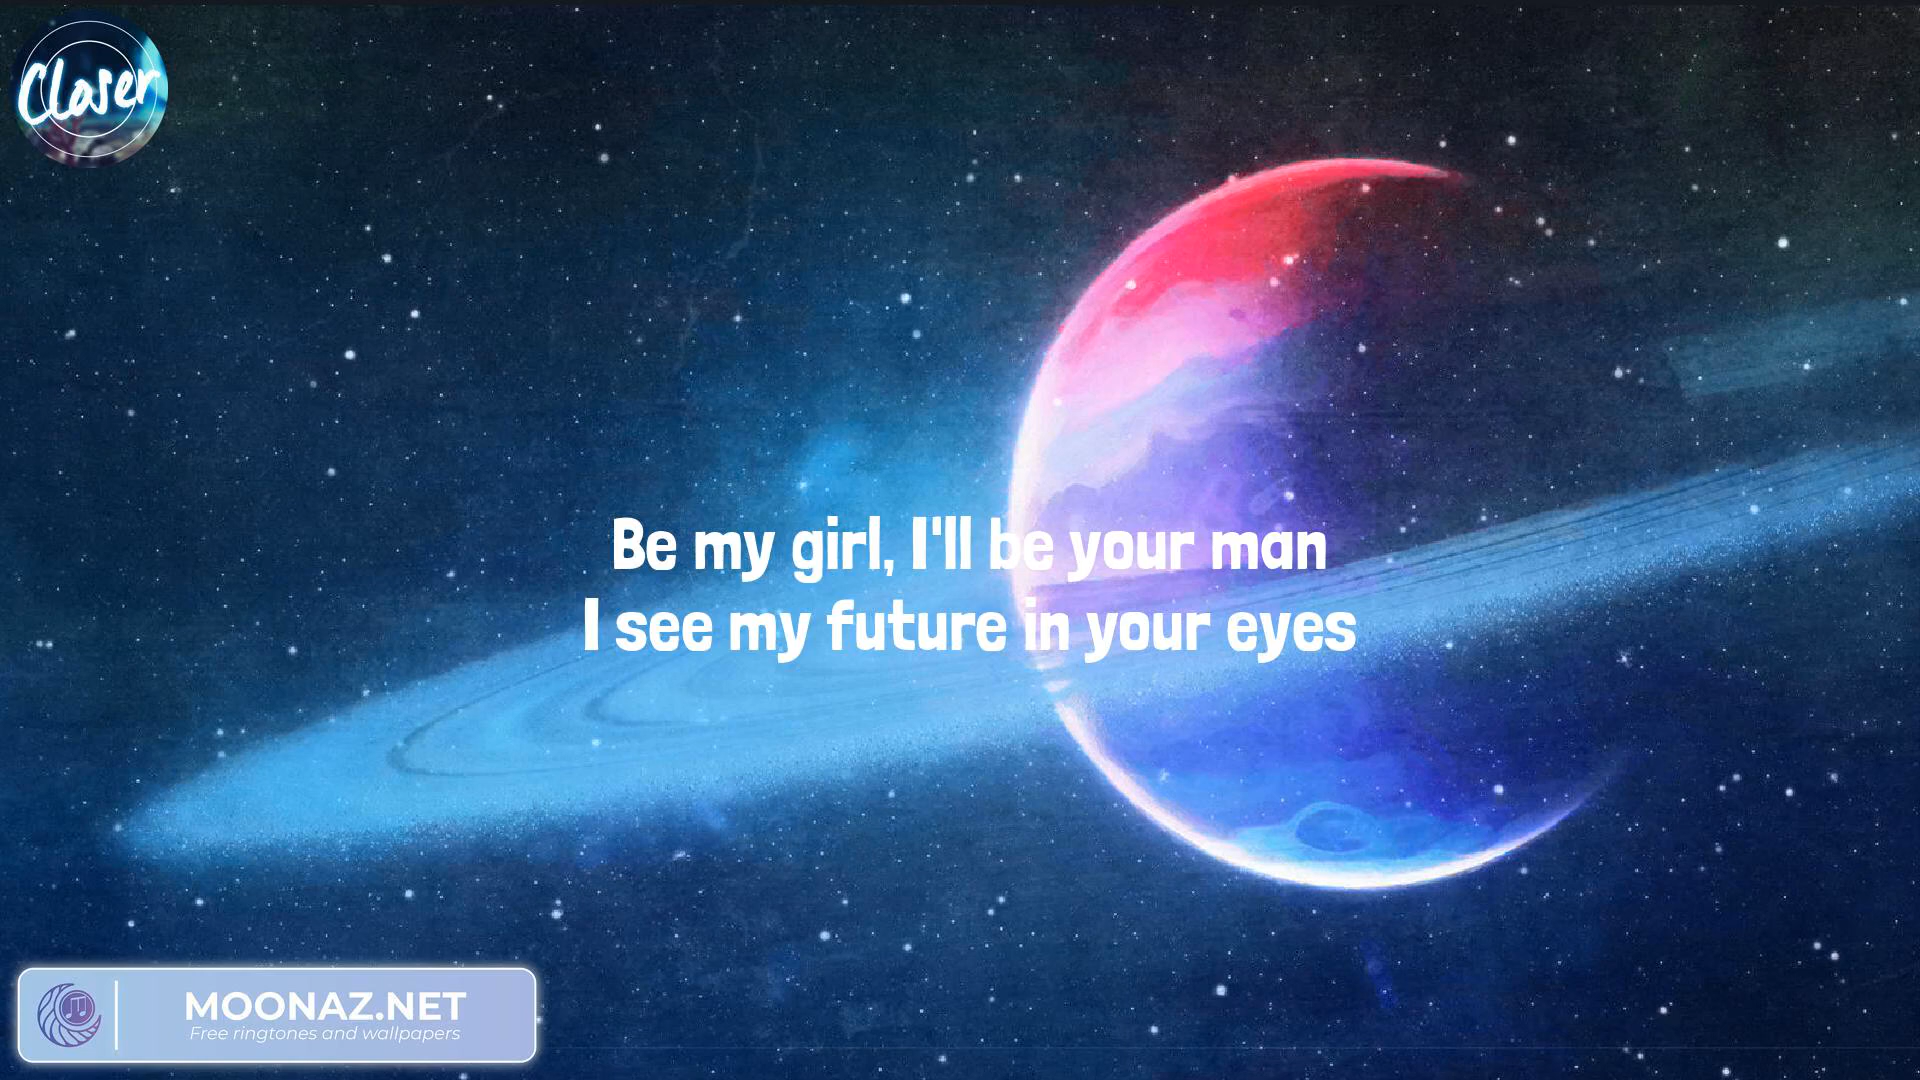 Closer
Be my girl, I'll be your man
I see my future in your eyes
MOONAZ.NET
Free ringtones and wallpapers